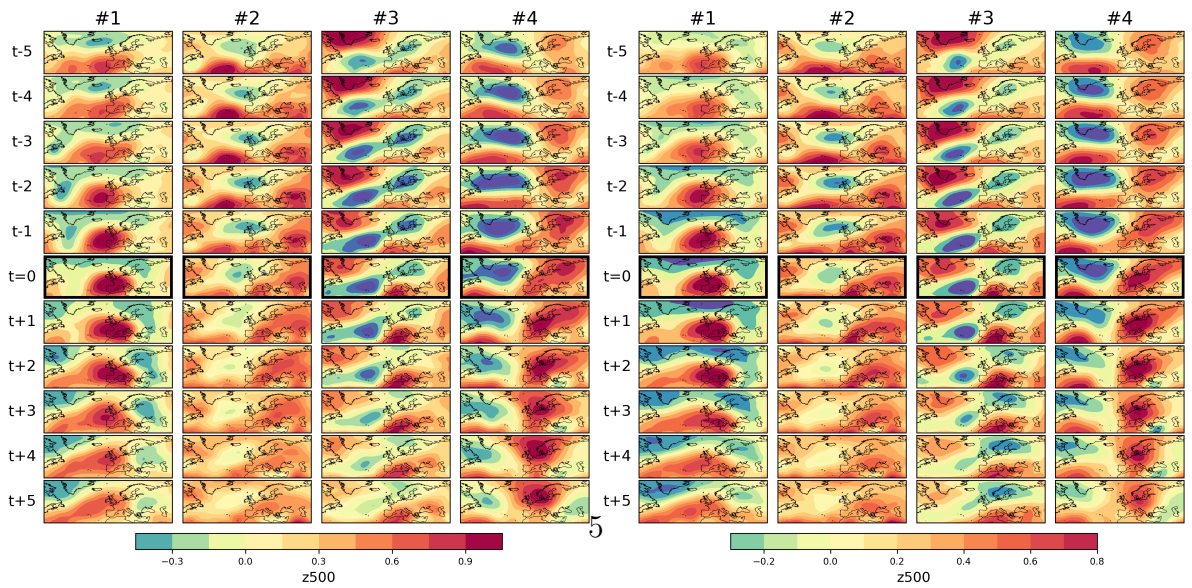 #1 #2 #3 #4 #1 #2 #3 #4
t-5 t-5
t-4 t-4
t-3 t-3
t-2 t-2
t-1 t-1
t=0 t=0
t+1 t+1
t+2 t+2
t+3 t+3
t+4 t+4
t+5 t+5
5
−0.3 0.0 0.3 0.6 0.9 −0.2 0.0 0.2 0.4 0.6 0.8
z500 z500